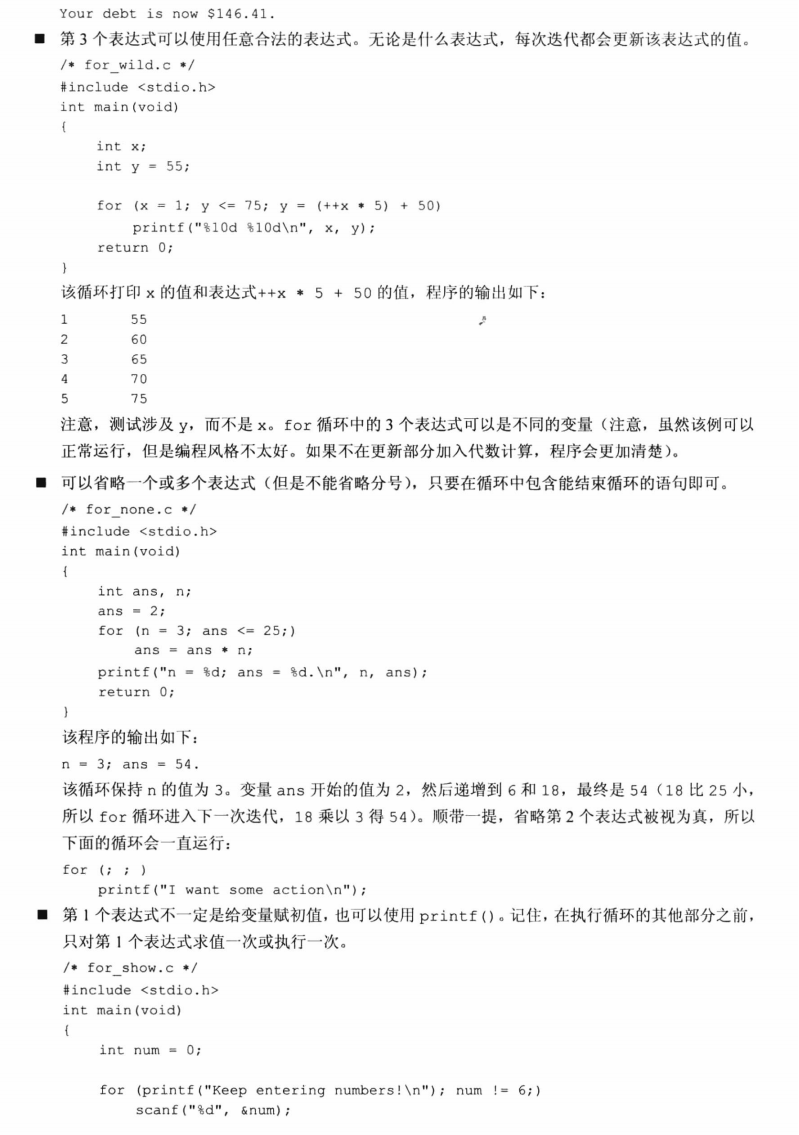 Your debt is now $146.41.
■ 第 3 个表达式可以使用任意合法的表达式。无论是什么表达式，每次迭代都会更新该表达式的值。
/* for_wild.c */
#include <stdio.h>
int main(void)
{
    int x;
    int y = 55;

    for (x = 1; y <= 75; y = (++x * 5) + 50)
        printf("%10d %10d\n", x, y);
    return 0;
}
该循环打印 x 的值和表达式++x * 5 + 50 的值，程序的输出如下：
1 55
2 60
3 65
4 70
5 75
注意，测试涉及 y，而不是 x。for 循环中的 3 个表达式可以是不同的变量（注意，虽然该例可以
正常运行，但是编程风格不太好。如果不在更新部分加入代数计算，程序会更加清楚）。
■ 可以省略一个或多个表达式（但是不能省略分号），只要在循环中包含能结束循环的语句即可。
/* for_none.c */
#include <stdio.h>
int main(void)
{
    int ans, n;
    ans = 2;
    for (n = 3; ans <= 25;)
        ans = ans * n;
    printf("n = %d; ans = %d.\n", n, ans);
    return 0;
}
该程序的输出如下：
n = 3; ans = 54.
该循环保持 n 的值为 3。变量 ans 开始的值为 2，然后递增到 6 和 18，最终是 54（18 比 25 小，
所以 for 循环进入下一次迭代，18 乘以 3 得 54）。顺带一提，省略第 2 个表达式被视为真，所以
下面的循环会一直运行：
for (; ; )
    printf("I want some action\n");
■ 第 1 个表达式不一定是给变量赋初值，也可以使用 printf()。记住，在执行循环的其他部分之前，
只对第 1 个表达式求值一次或执行一次。
/* for_show.c */
#include <stdio.h>
int main(void)
{
    int num = 0;

    for (printf("Keep entering numbers!\n"); num != 6;)
        scanf("%d", &num);